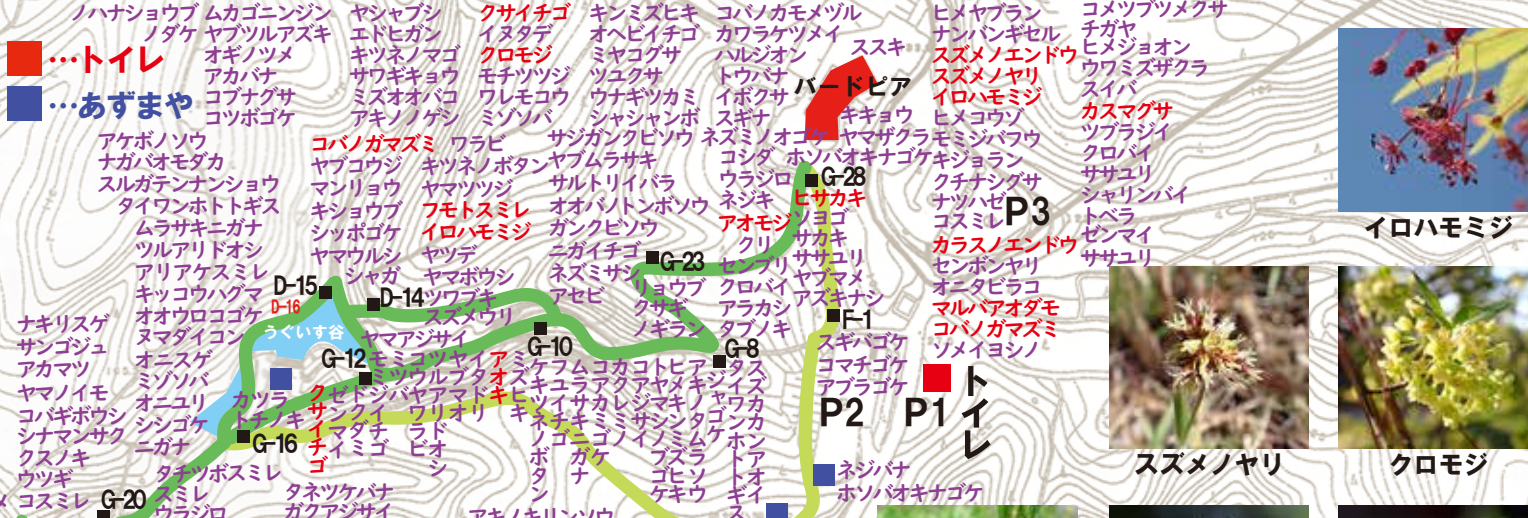 …トイレ
…あずまや
ノハナショウブ
ノダケ
ムカゴニンジン
ヤブツルアズキ
オギノツメ
アカバナ
コブナグサ
コツボゴケ
ヤシャブシ
エドヒガン
キツネノマゴ
サワギキョウ
ミズオオバコ
アキノノゲシ
クサイチゴ
イヌタデ
クロモジ
モチツツジ
ワレモコウ
ミゾソバ
キンミズヒキ
オヘビイチゴ
ミヤコグサ
ツユクサ
ウナギツカミ
シャシャンボ
コバノカモメヅル
カワラケツメイ
ハルジオン
トウバナ
イボクサ
スギナ
ススキ
バードピア
キキョウ
ヤマザクラ
ホソバオキナゴケ
ヒメヤブラン
ナンバンギセル
スズメノエンドウ
スズメノヤリ
イロハモミジ
ヒメコウゾ
モミジバフウ
キジョラン
クチナシグサ
ナツハゼ
コスミレ
P3
カラスノエンドウ
センボンヤリ
オニタビラコ
マルバアオダモ
コバノガマズミ
ソメイヨシノ
コメツブツメクサ
チガヤ
ヒメジョオン
ウワミズザクラ
スイバ
カスマグサ
ツブラジイ
クロバイ
ササユリ
シャリンバイ
トベラ
ゼンマイ
ササユリ
アケボノソウ
ナガバオモダカ
スルガテンナンショウ
タイワンホトトギス
ムラサキニガナ
ツルアリドオシ
アリアケスミレ
キッコウハグマ
オオウロコゴケ
ヌマダイコン
オニスゲ
ミゾソバ
オニユリ
シシゴケ
ニガナ
コバノガマズミ
ヤブコウジ
マンリョウ
キショウブ
シッポゴケ
ヤマウルシ
シャガ
ワラビ
キツネノボタン
ヤマツツジ
フモトスミレ
イロハモミジ
ヤツデ
ヤマボウシ
ツワブキ
スズメウリ
サジガンクビソウ
ヤブムラサキ
サルトリイバラ
オオバノトンボソウ
ガンクビソウ
ニガイチゴ
ネズミサシ
アセビ
ネズミノオゴケ
コシダ
ウラジロ
ネジキ
アオモジ
クリ
センブリ
クロバイ
アラカシ
タブノキ
リョウブ
クサギ
ノギラン
G-28
ヒサカキ
ソヨゴ
サカキ
ササユリ
ヤブマメ
アズキナシ
F-1
スギバゴケ
コマチゴケ
アブラゴケ
P2
P1
トイレ
G-23
D-15
D-16
D-14
うぐいす谷
G-12
G-10
G-8
ヤマアジサイ
ナキリスゲ
サンゴジュ
アカマツ
ヤマノイモ
コバギボウシ
シナマンサク
クスノキ
ウツギ
コスミレ
カツラ
トチノキ
クサイチゴ
アオキ
G-16
タチツボスミレ
スミレ
ウラジロ
G-20
タネツケバナ
ガクアジサイ
アキノキリンソウ
ネジバナ
ホソバオキナゴケ
イロハモミジ
スズメノヤリ
クロモジ